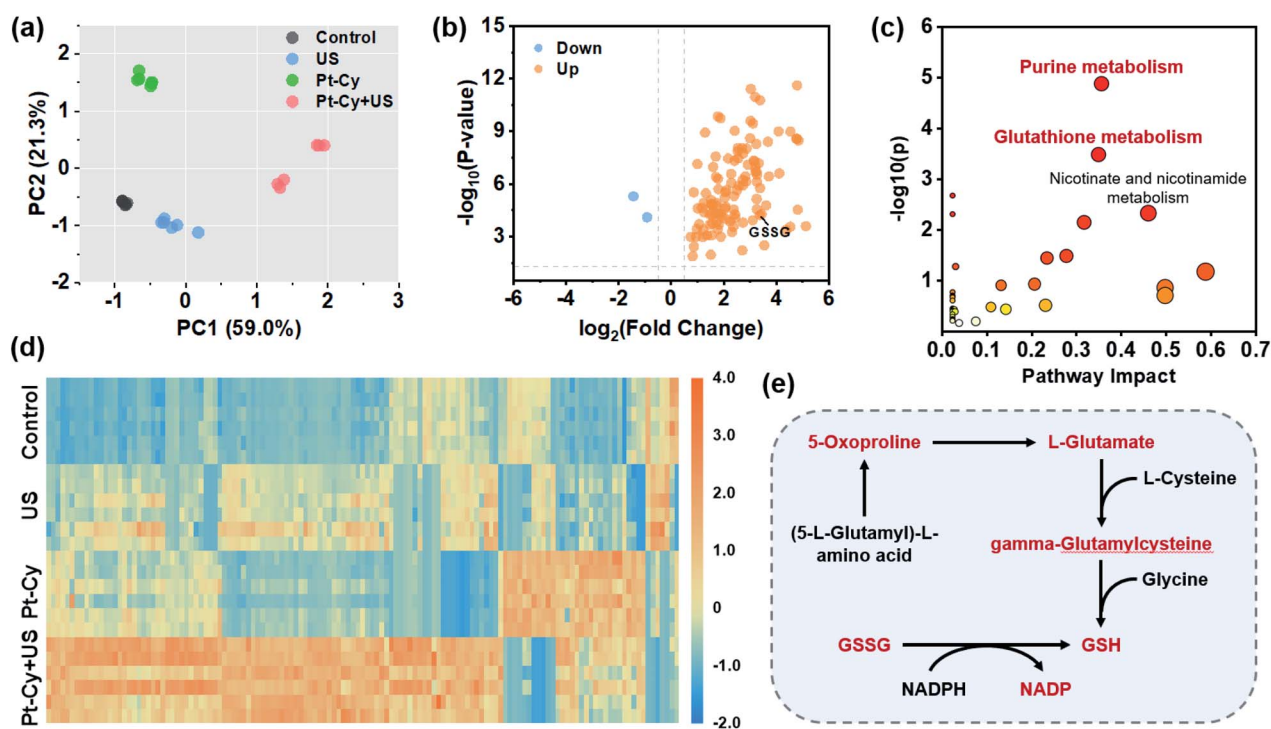 (a)
Control
US
Pt-Cy
Pt-Cy+US
PC2 (21.3%)
2
1
0
-1
-2
-1
0
1
2
3
PC1 (59.0%)
(b)
Down
Up
-log10(P-value)
15
12
9
6
3
GSSG
-6
-4
-2
0
2
4
6
log2(Fold Change)
(c)
Purine metabolism
Glutathione metabolism
Nicotinate and nicotinamide
metabolism
-log10(p)
6
5
4
3
2
1
0.0
0.1
0.2
0.3
0.4
0.5
0.6
0.7
Pathway Impact
(d)
Control
US
Pt-Cy
Pt-Cy+US
4.0
3.0
2.0
1.0
0
-1.0
-2.0
(e)
5-Oxoproline
L-Glutamate
L-Cysteine
(5-L-Glutamyl)-L-
amino acid
gamma-Glutamylcysteine
Glycine
GSSG
GSH
NADPH
NADP